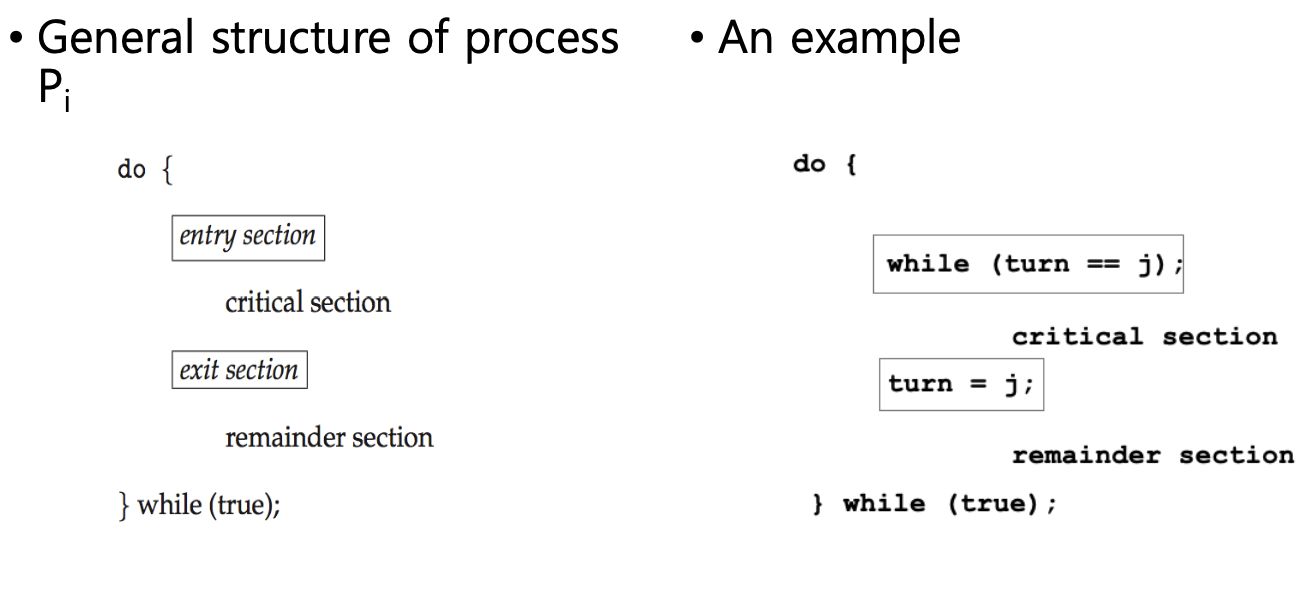 • General structure of process
Pi
do {
entry section
critical section
exit section
remainder section
} while (true);
• An example
do {
while (turn == j);
critical section
turn = j;
remainder section
} while (true);